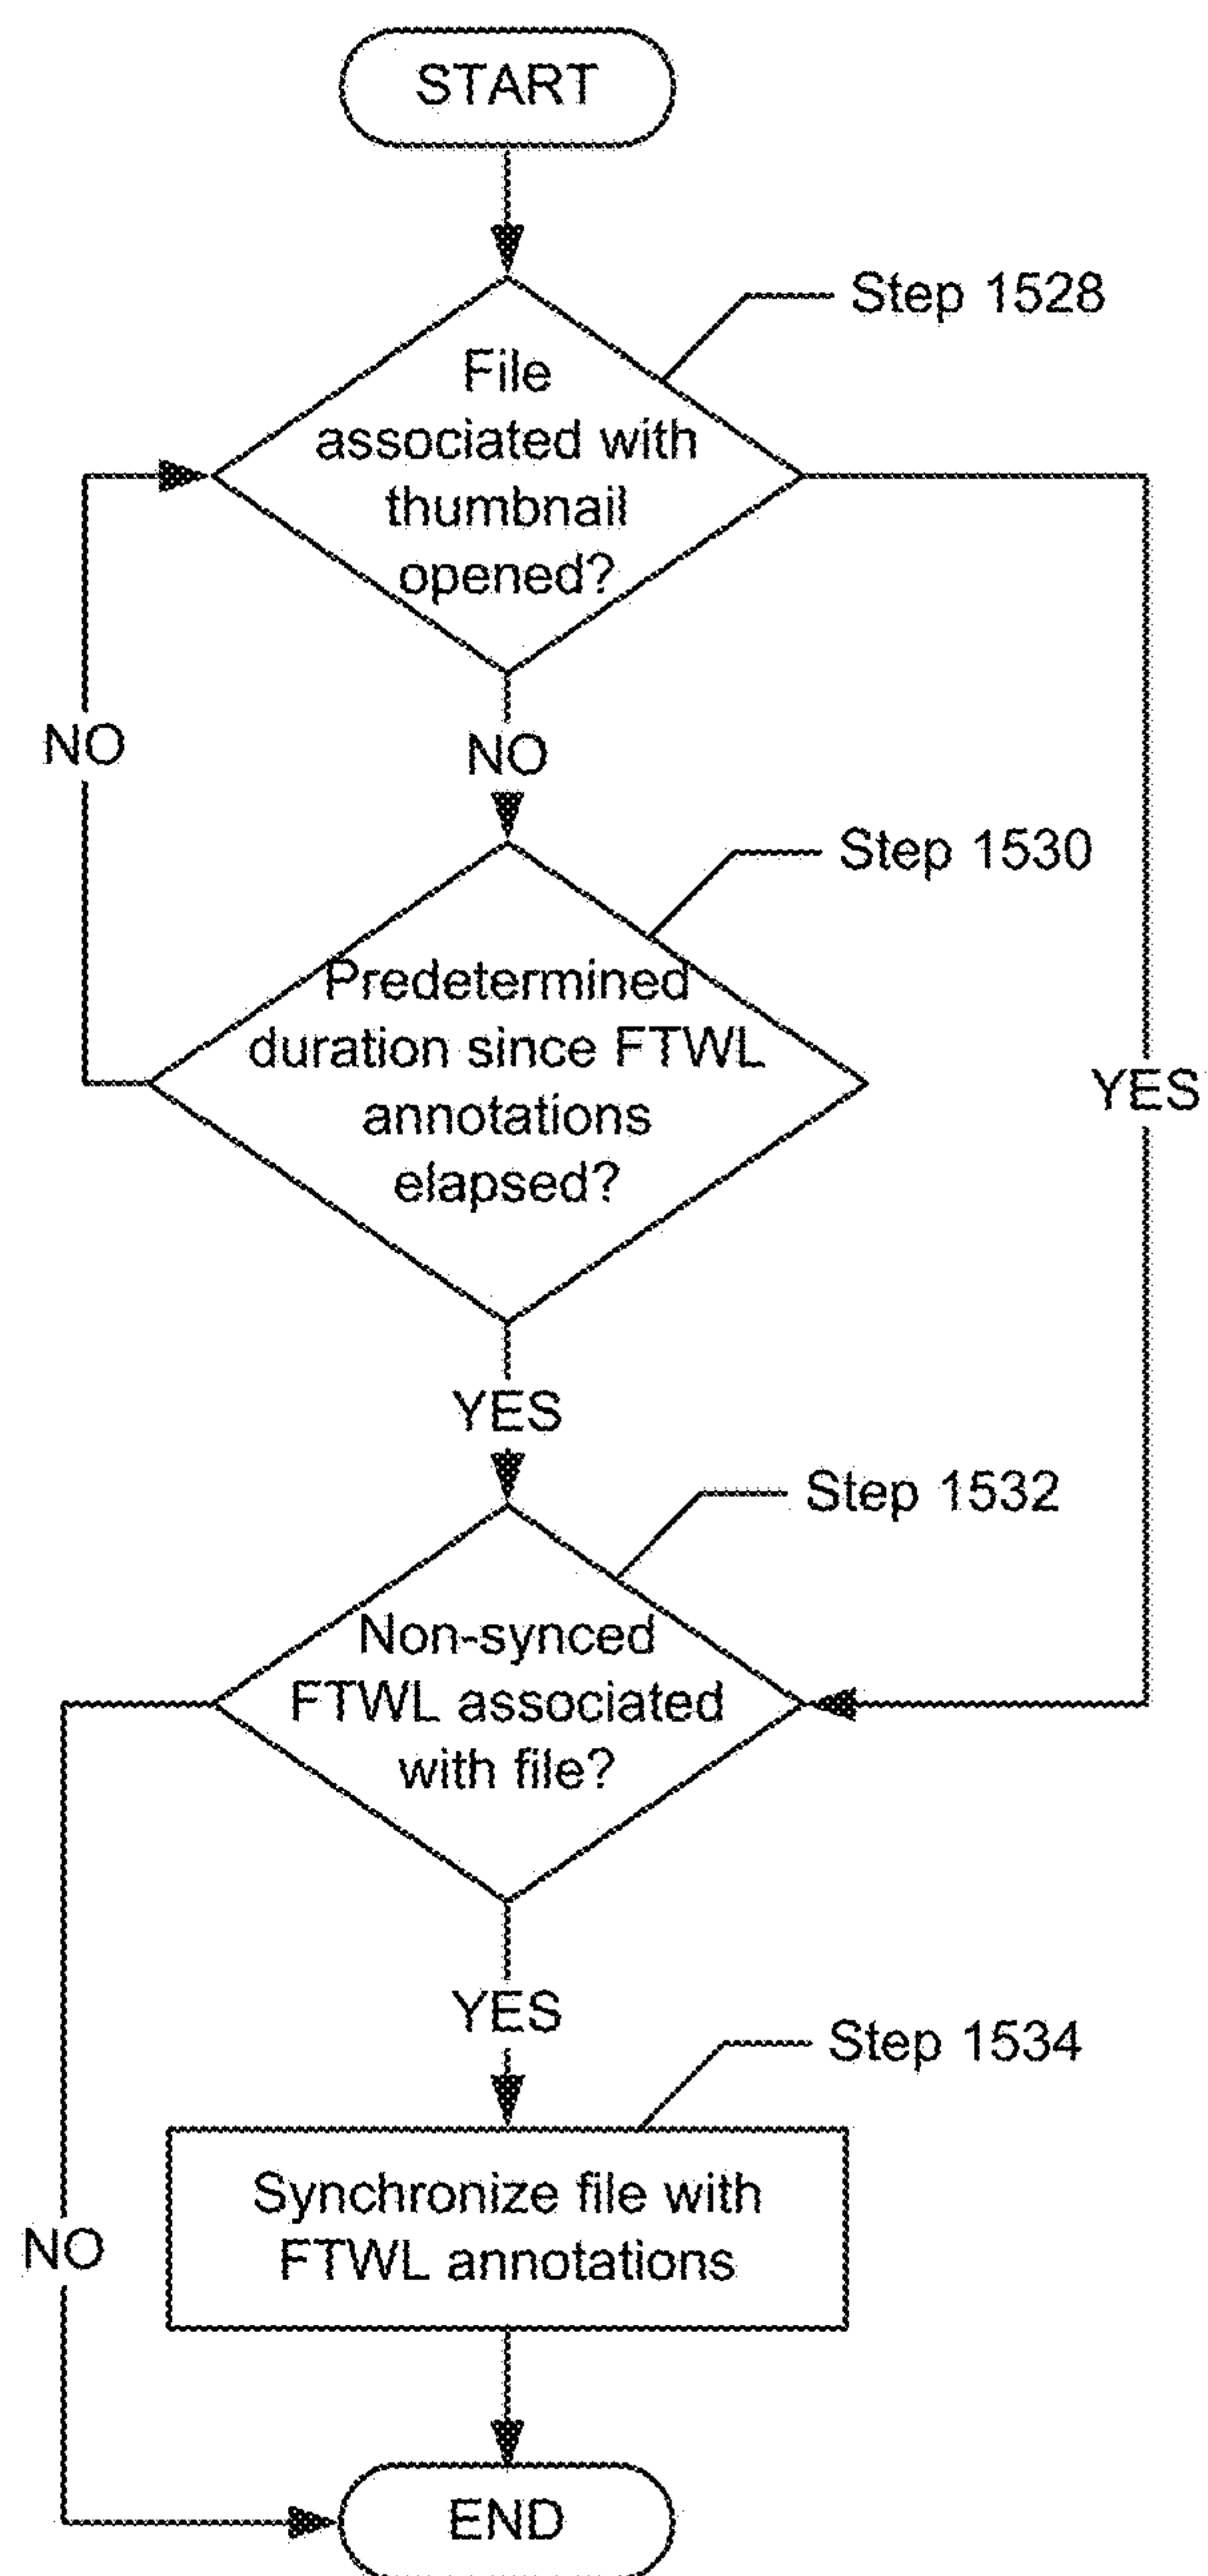 START
Step 1528
File
associated with
thumbnail
opened?
NO
NO
Step 1530
Predetermined
duration since FTWL
annotations
elapsed?
YES
YES
Step 1532
Non-synced
FTWL associated
with file?
YES
Step 1534
Synchronize file with
FTWL annotations
NO
END